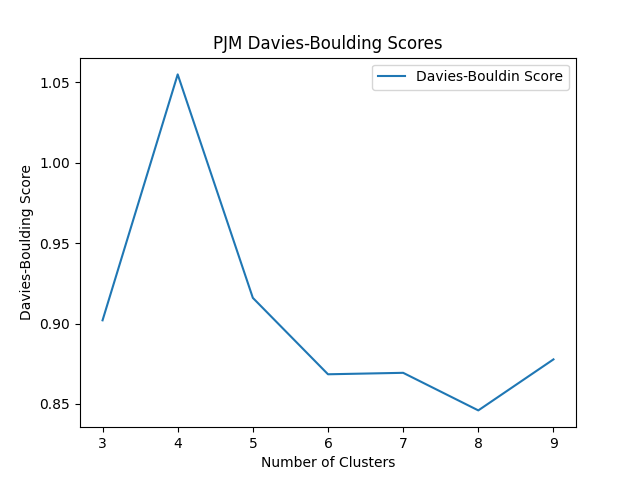 PJM Davies-Boulding Scores
Davies-Bouldin Score
Davies-Boulding Score
1.05
1.00
0.95
0.90
0.85
3 4 5 6 7 8 9
Number of Clusters